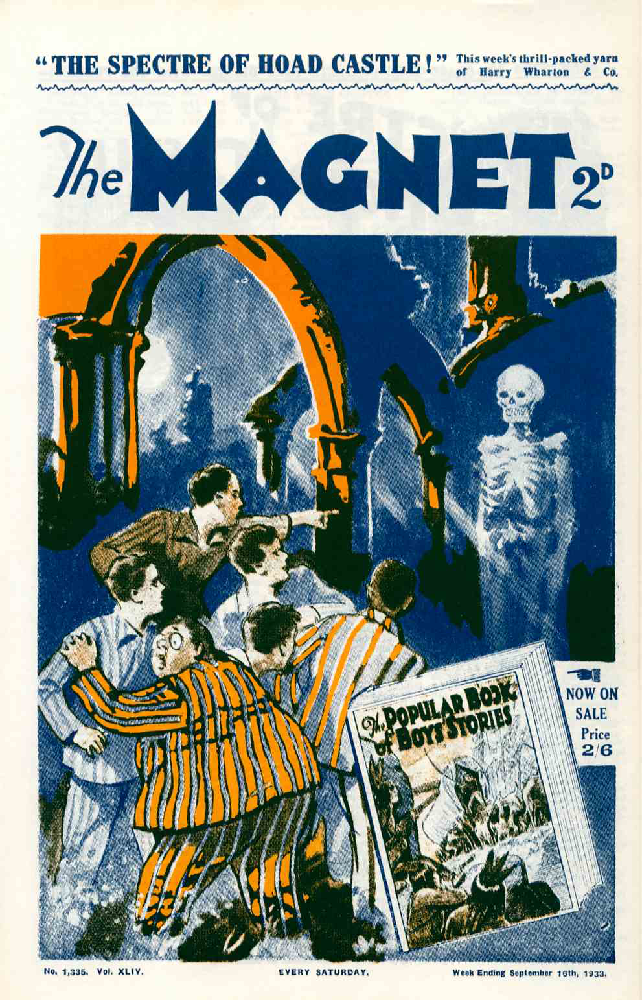 "THE SPECTRE OF HOAD CASTLE!"
This week's thrill-packed yarn
of Harry Wharton & Co.
The MAGNET 2D
The POPULAR BOOK
of BOYS' STORIES
NOW ON
SALE
Price
2/6
No. 1,335. Vol. XLIV.
EVERY SATURDAY.
Week Ending September 16th, 1933.